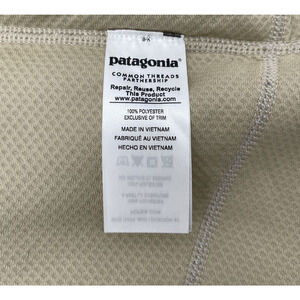 patagonia
COMMON THREADS
PARTNERSHIP
Repair, Reuse, Recycle
This Product
www.patagonia.com
100% POLYESTER
EXCLUSIVE OF TRIM
MADE IN VIETNAM
FABRIQUÉ AU VIETNAM
HECHO EN VIETNAM